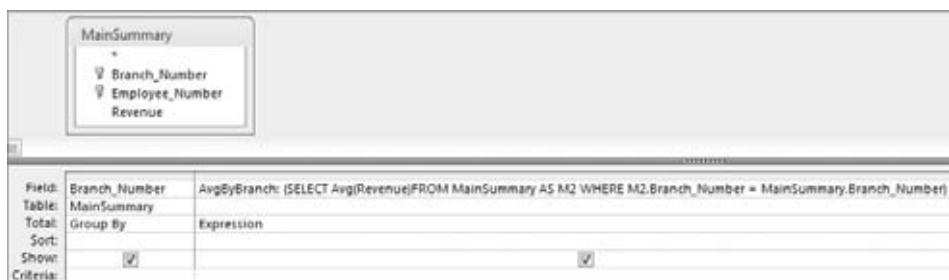 MainSummary
*
Branch_Number
Employee_Number
Revenue
Field: Branch_Number AvgByBranch: (SELECT Avg(Revenue)FROM MainSummary AS M2 WHERE M2.Branch_Number = MainSummary.Branch_Number)
Table: MainSummary
Total: Group By Expression
Sort:
Show:
Criteria: